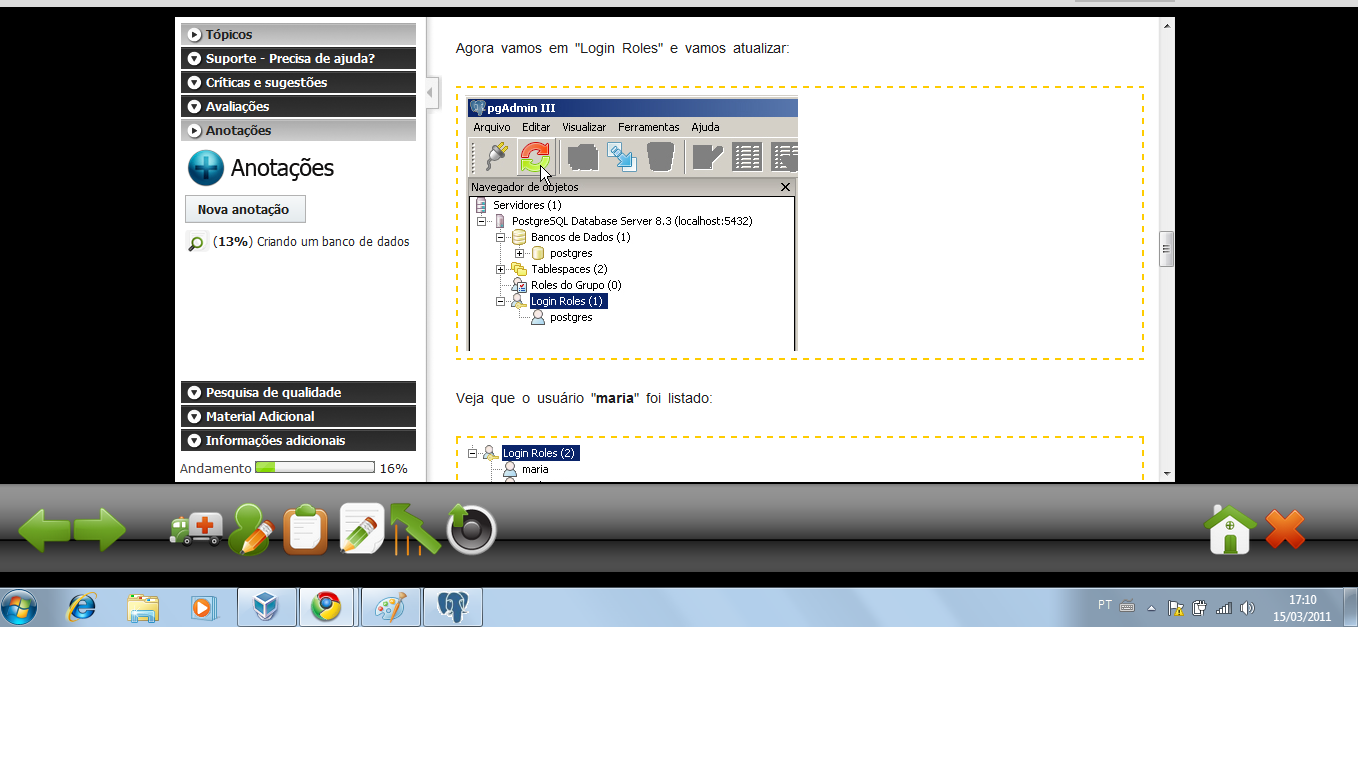 Tópicos
Suporte - Precisa de ajuda?
Críticas e sugestões
Avaliações
Anotações
Anotações
Nova anotação
(13%) Criando um banco de dados
Pesquisa de qualidade
Material Adicional
Informações adicionais
Andamento 16%
Agora vamos em "Login Roles" e vamos atualizar:
pgAdmin III
Arquivo Editar Visualizar Ferramentas Ajuda
Navegador de objetos
Servidores (1)
PostgreSQL Database Server 8.3 (localhost:5432)
Bancos de Dados (1)
postgres
Tablespaces (2)
Roles do Grupo (0)
Login Roles (1)
postgres
Veja que o usuário "maria" foi listado:
Login Roles (2)
maria
PT
17:10
15/03/2011